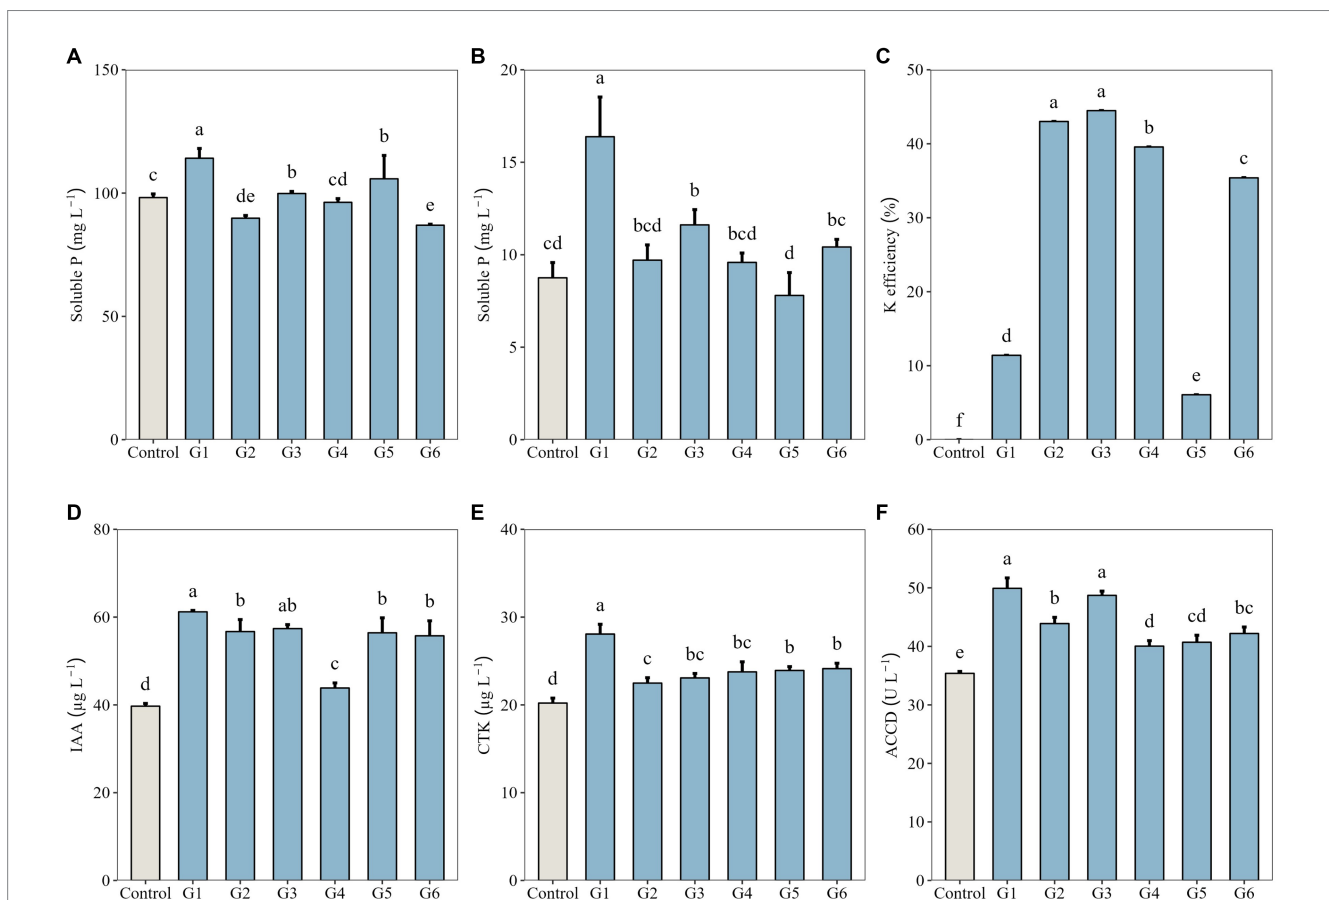 A
150
100
50
0
Soluble P (mg L⁻¹)
c
a
de
b
cd
b
e
Control G1 G2 G3 G4 G5 G6
B
20
15
10
5
0
Soluble P (mg L⁻¹)
cd
a
bcd
b
bcd
d
bc
Control G1 G2 G3 G4 G5 G6
C
50
40
30
20
10
0
K efficiency (%)
f
d
a
a
b
e
c
Control G1 G2 G3 G4 G5 G6
D
80
60
40
20
0
IAA (μg L⁻¹)
d
a
b
ab
c
b
b
Control G1 G2 G3 G4 G5 G6
E
40
30
20
10
0
CTK (μg L⁻¹)
d
a
c
bc
bc
b
b
Control G1 G2 G3 G4 G5 G6
F
60
50
40
30
20
10
0
ACCD (U L⁻¹)
e
a
b
a
d
cd
bc
Control G1 G2 G3 G4 G5 G6